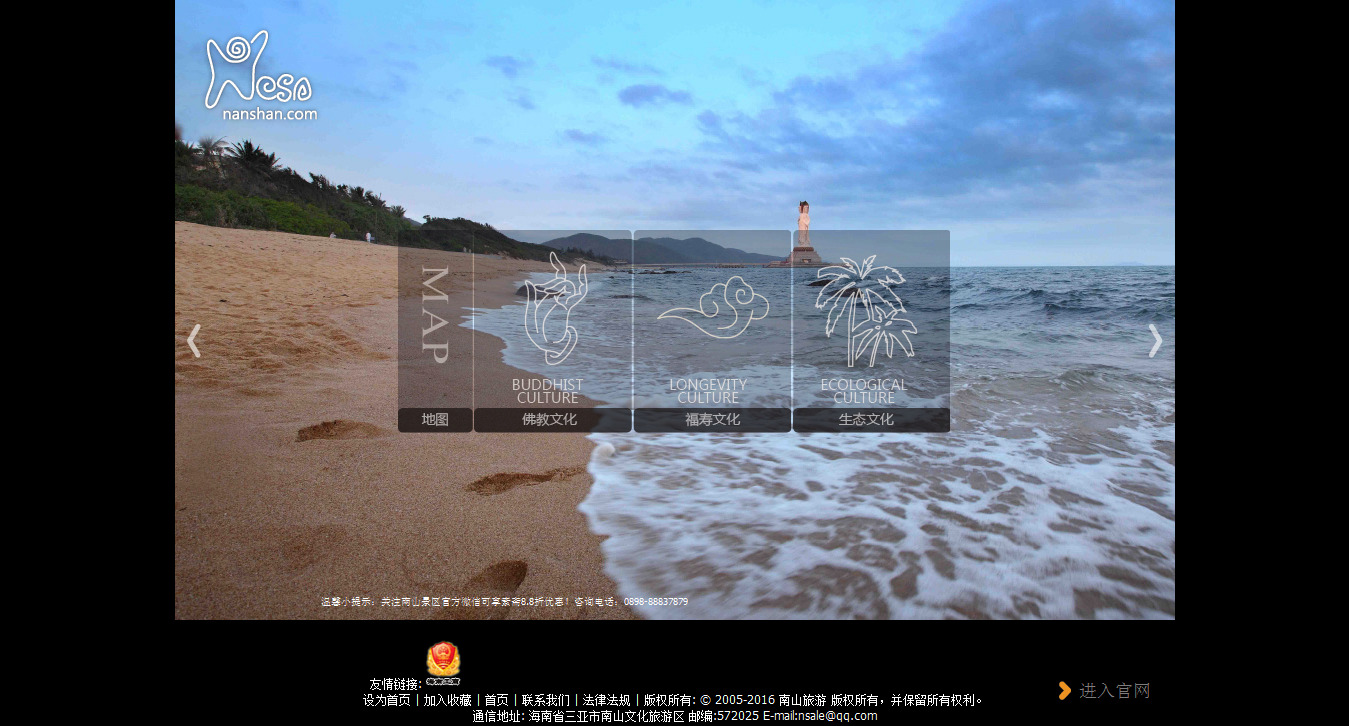 nesa
nanshan.com
MAP
BUDDHIST
CULTURE
LONGEVITY
CULTURE
ECOLOGICAL
CULTURE
地图 佛教文化 福寿文化 生态文化
温馨小提示：关注南山景区官方微信可享素斋8.8折优惠！咨询电话：0898-88837879
友情链接:
设为首页 | 加入收藏 | 首页 | 联系我们 | 法律法规 | 版权所有: © 2005-2016 南山旅游 版权所有，并保留所有权利。
进入官网
通信地址: 海南省三亚市南山文化旅游区 邮编:572025 E-mail:nsale@qq.com